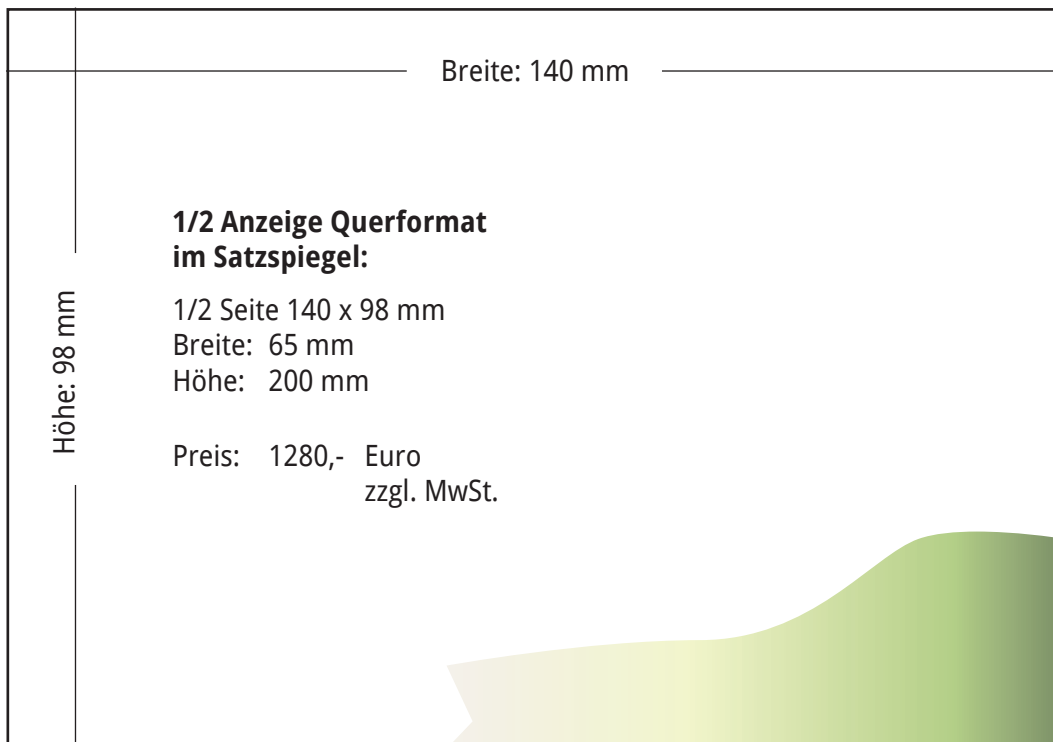 Breite: 140 mm
Höhe: 98 mm
1/2 Anzeige Querformat
im Satzspiegel:
1/2 Seite 140 x 98 mm
Breite: 65 mm
Höhe: 200 mm
Preis: 1280,- Euro
zzgl. MwSt.